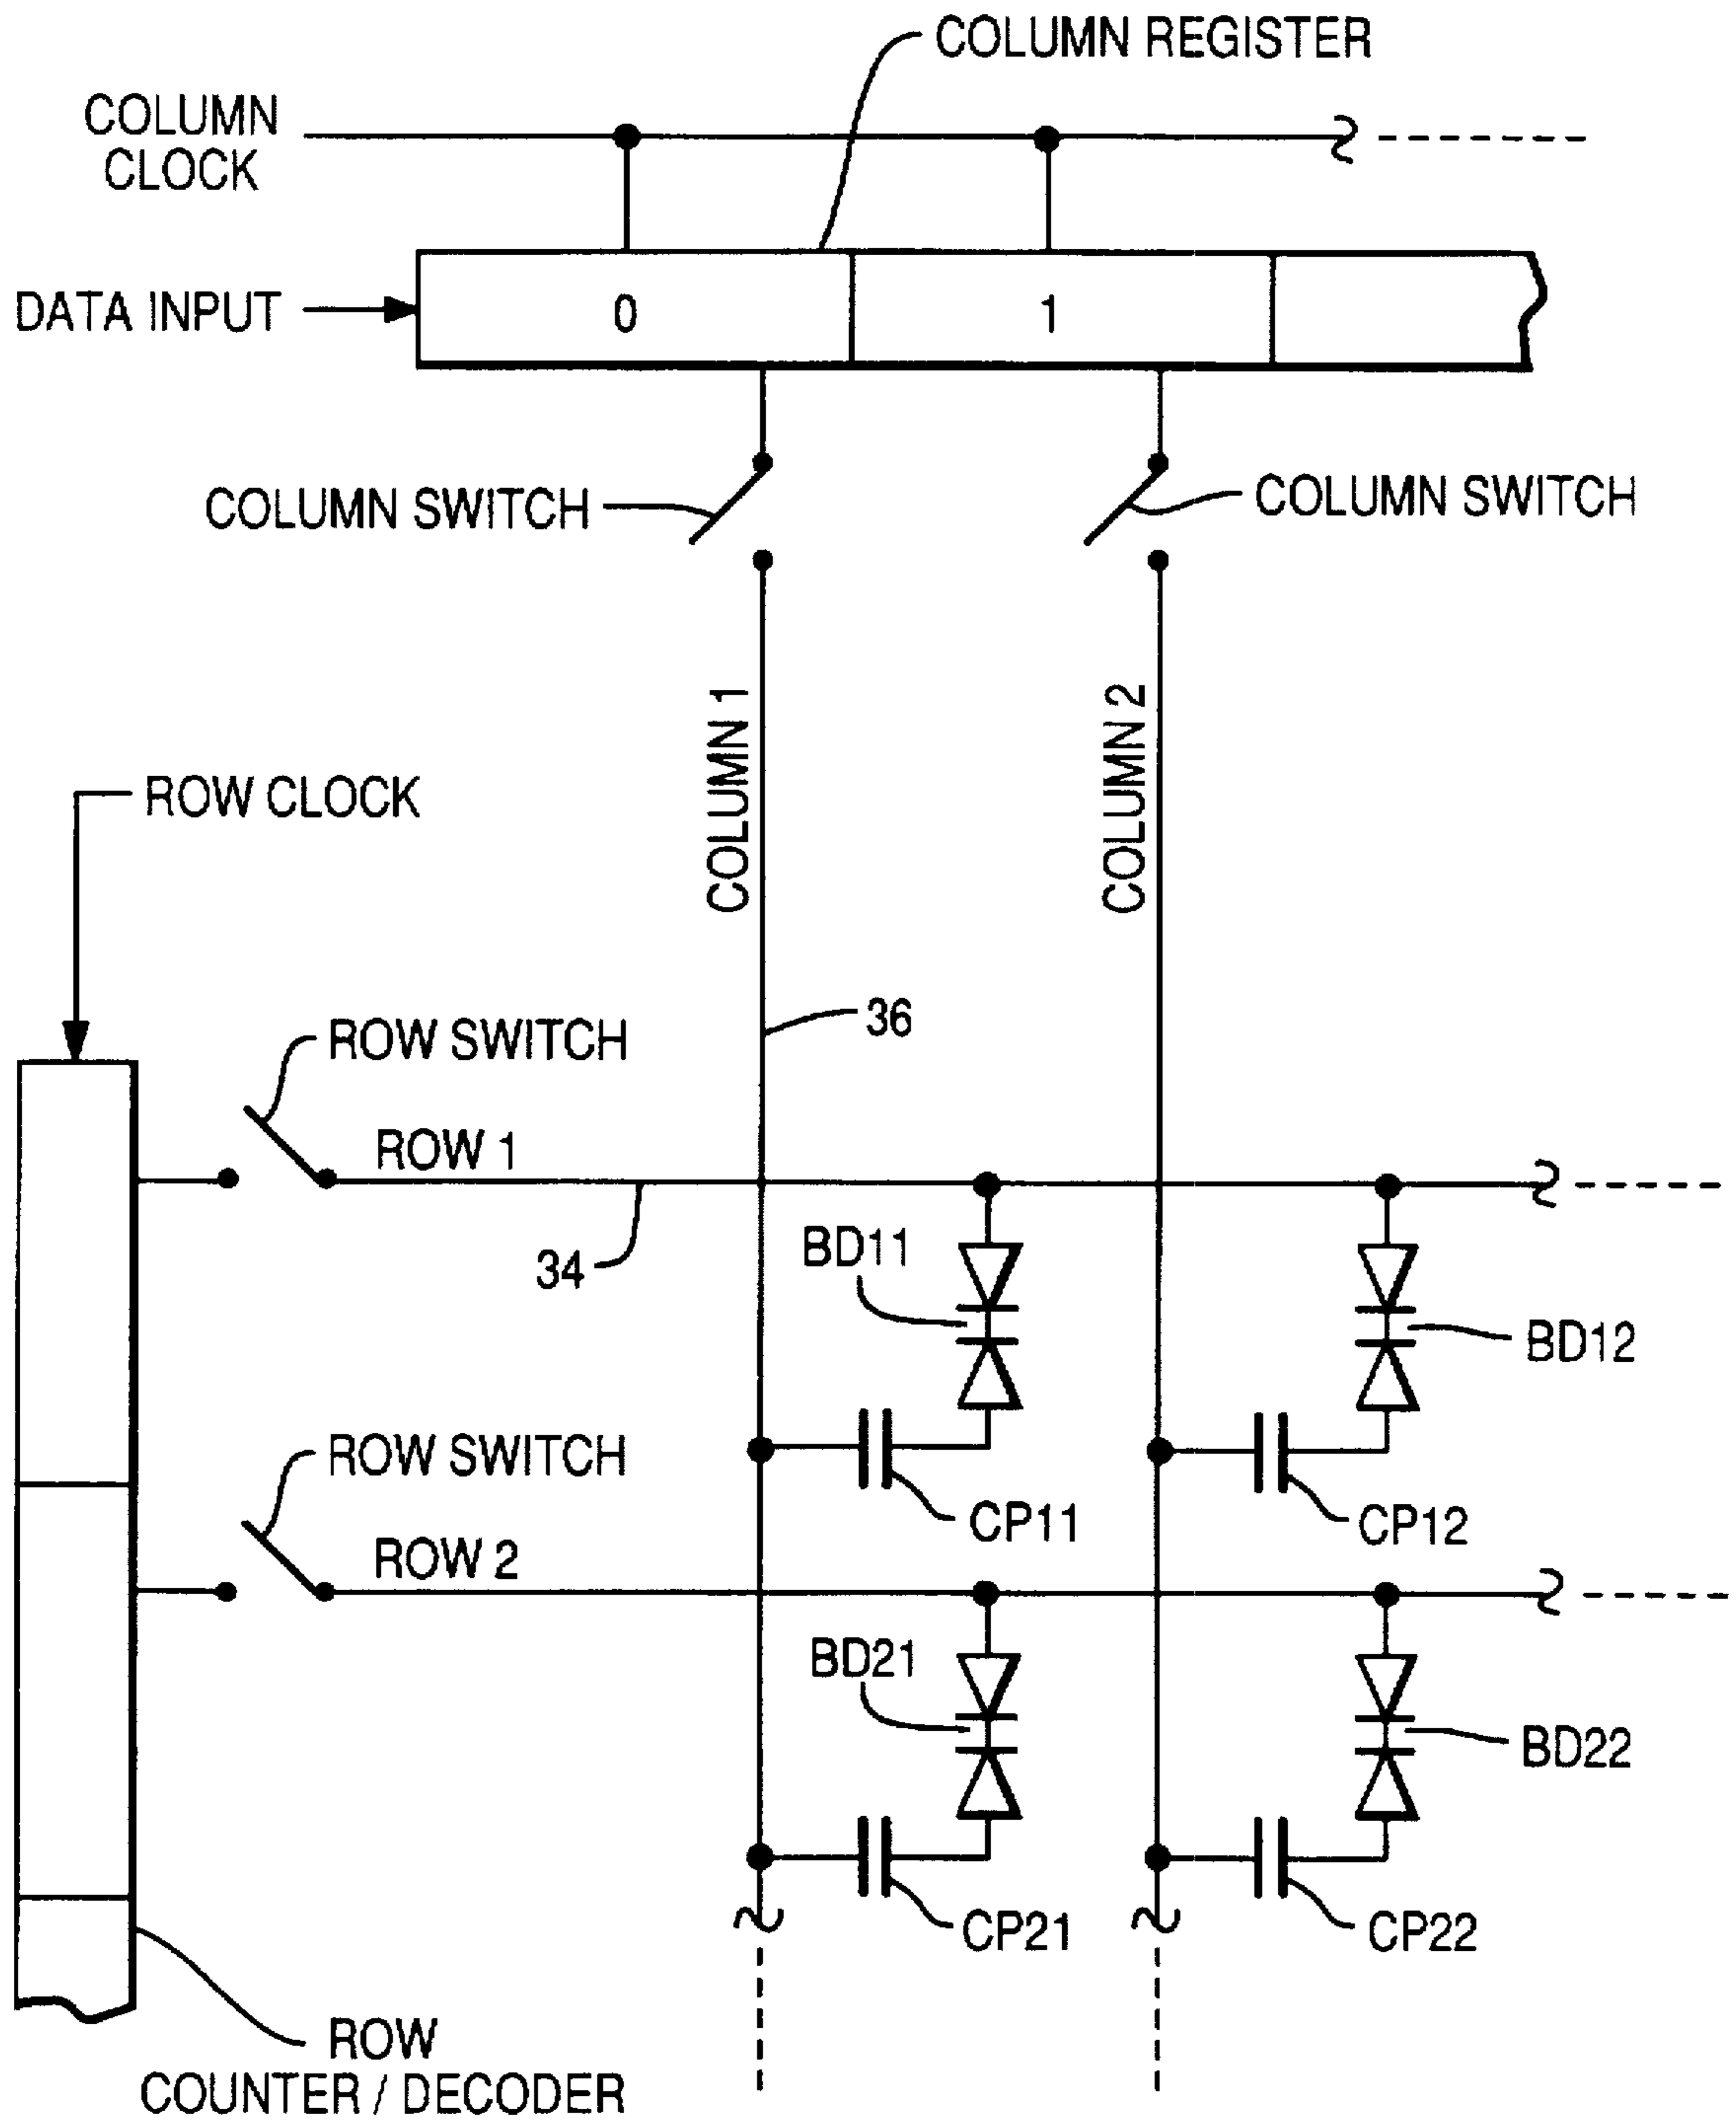 COLUMN REGISTER
COLUMN
CLOCK
DATA INPUT
0
1
COLUMN SWITCH
COLUMN SWITCH
COLUMN 1
COLUMN 2
ROW CLOCK
36
ROW SWITCH
ROW 1
34
BD11
BD12
CP11
CP12
ROW SWITCH
ROW 2
BD21
BD22
CP21
CP22
ROW
COUNTER / DECODER